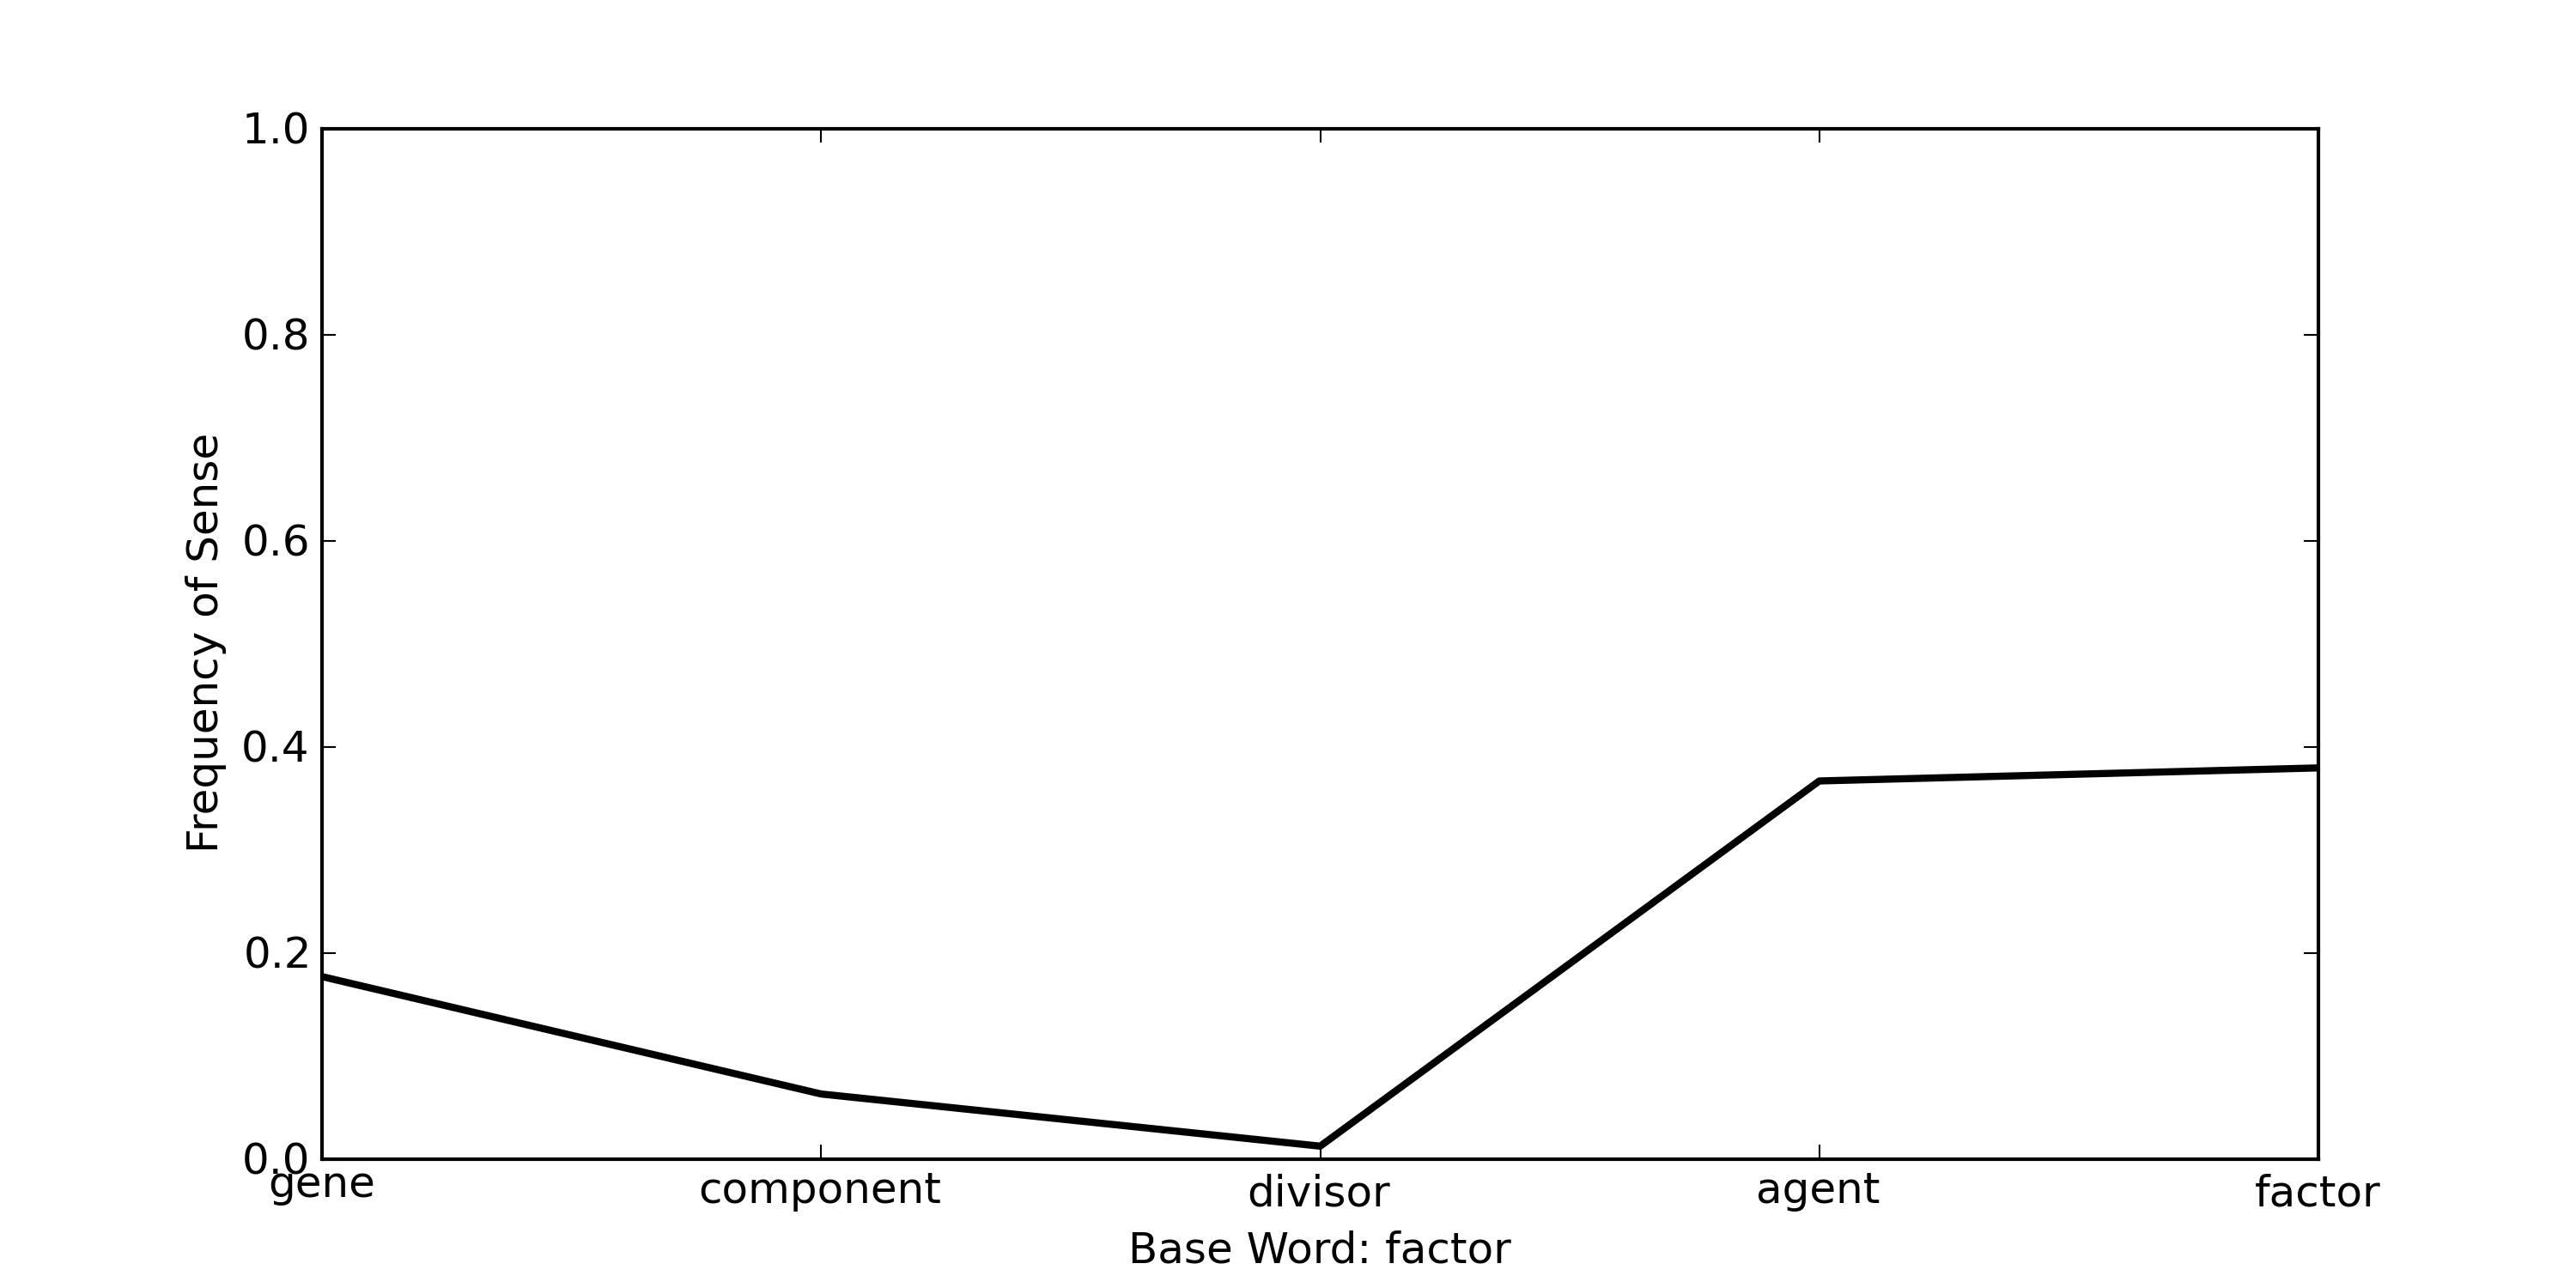 1.0
0.8
0.6
0.4
0.2
0.0
Frequency of Sense
gene component divisor agent factor
Base Word: factor